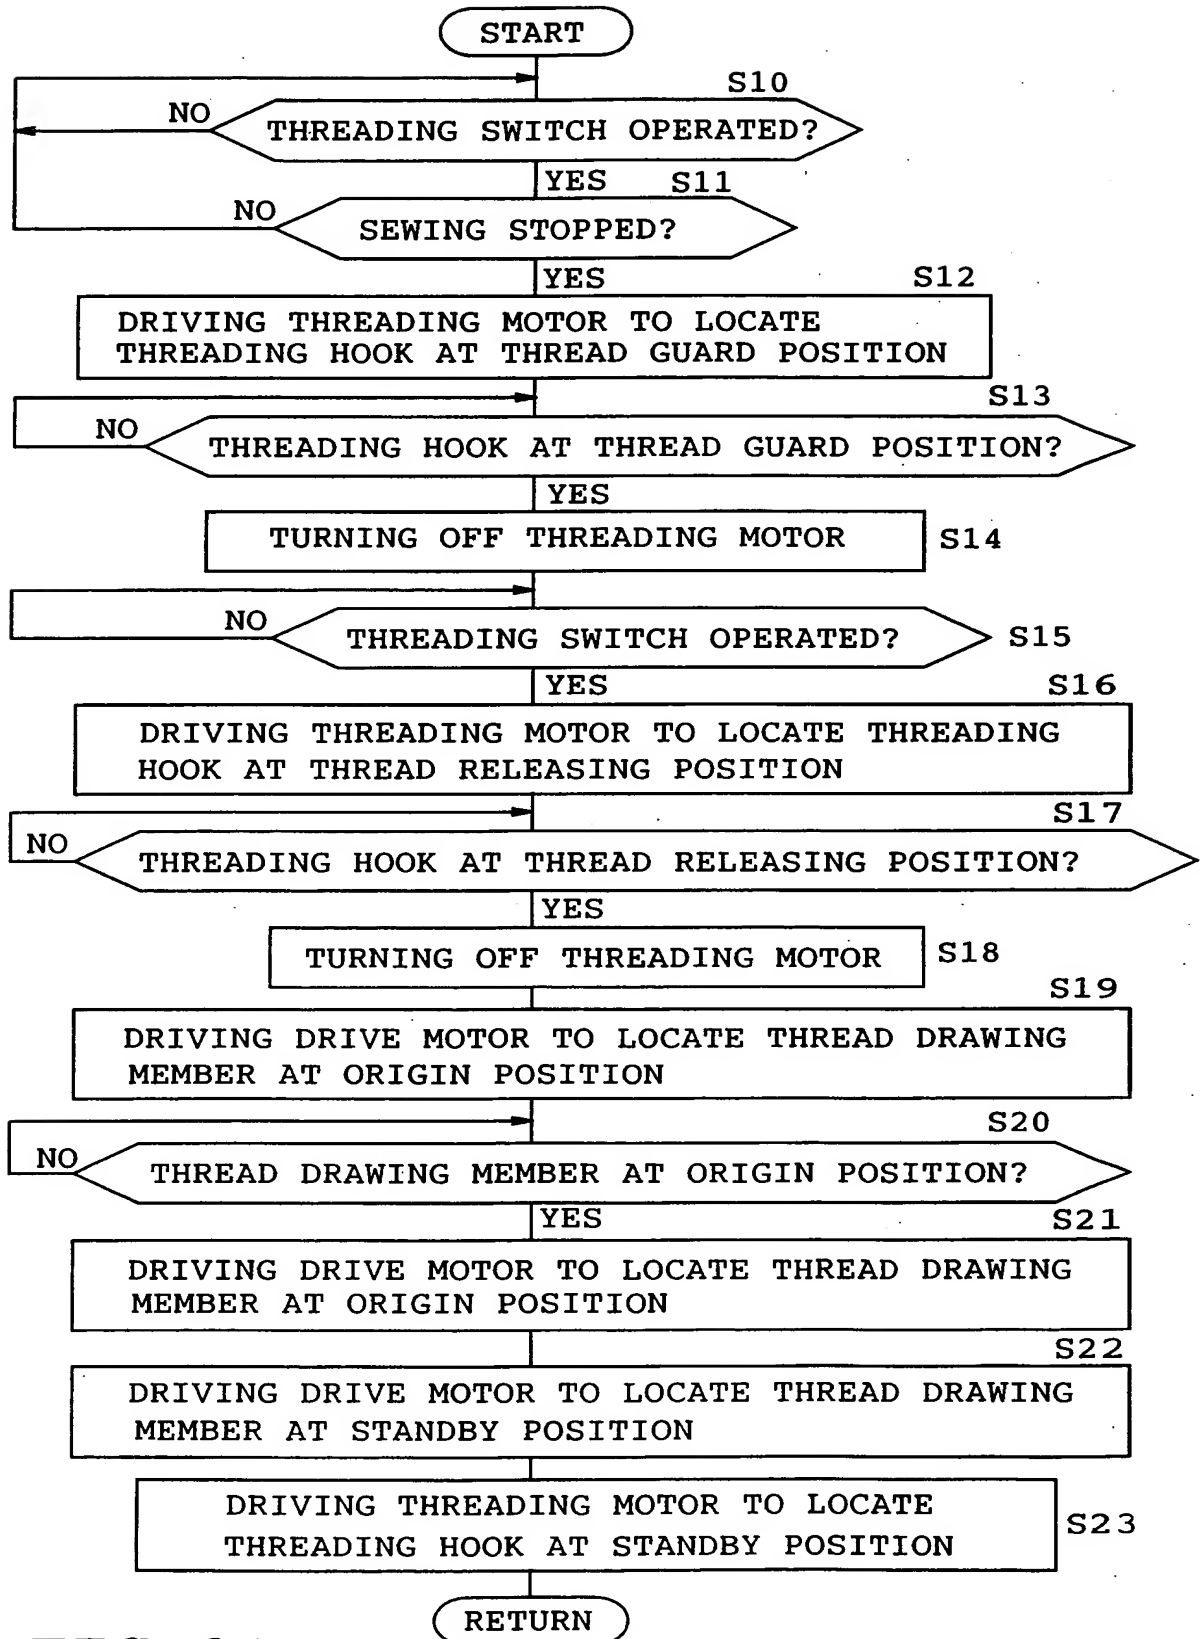 START
S10
NO
THREADING SWITCH OPERATED?
YES
S11
NO
SEWING STOPPED?
YES
S12
DRIVING THREADING MOTOR TO LOCATE
THREADING HOOK AT THREAD GUARD POSITION
S13
NO
THREADING HOOK AT THREAD GUARD POSITION?
YES
TURNING OFF THREADING MOTOR
S14
NO
THREADING SWITCH OPERATED?
S15
YES
S16
DRIVING THREADING MOTOR TO LOCATE THREADING
HOOK AT THREAD RELEASING POSITION
S17
NO
THREADING HOOK AT THREAD RELEASING POSITION?
YES
TURNING OFF THREADING MOTOR
S18
S19
DRIVING DRIVE MOTOR TO LOCATE THREAD DRAWING
MEMBER AT ORIGIN POSITION
S20
NO
THREAD DRAWING MEMBER AT ORIGIN POSITION?
YES
S21
DRIVING DRIVE MOTOR TO LOCATE THREAD DRAWING
MEMBER AT ORIGIN POSITION
S22
DRIVING DRIVE MOTOR TO LOCATE THREAD DRAWING
MEMBER AT STANDBY POSITION
DRIVING THREADING MOTOR TO LOCATE
THREADING HOOK AT STANDBY POSITION
S23
RETURN